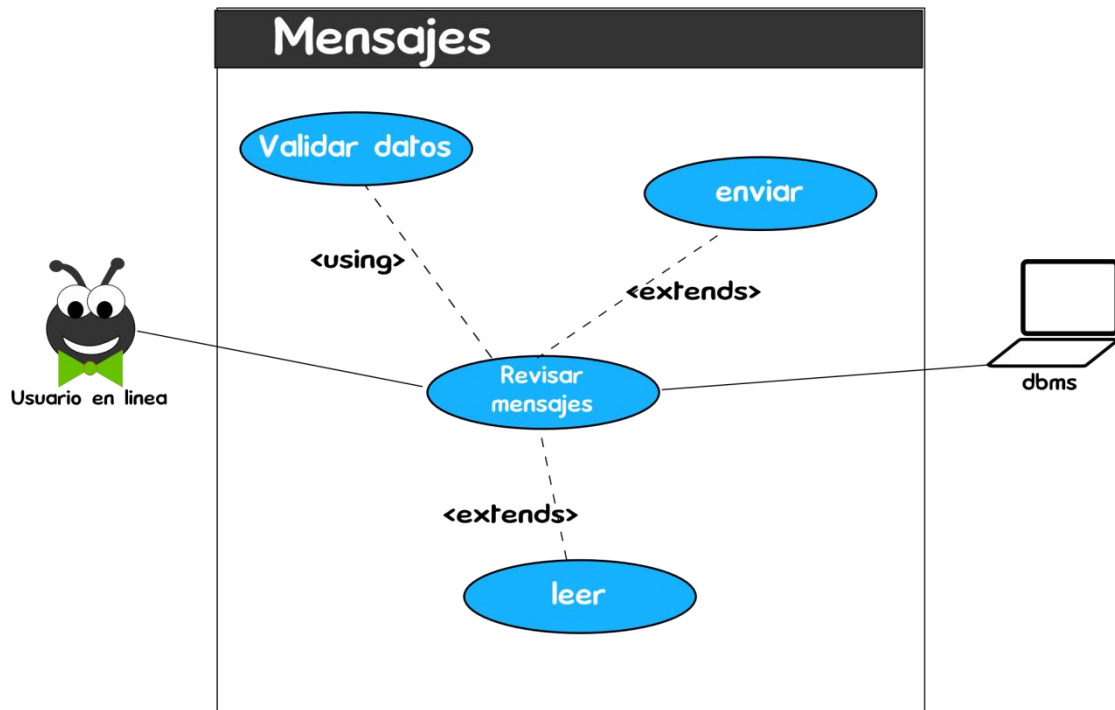 Mensajes
Validar datos
enviar
<using>
<extends>
Revisar
mensajes
Usuario en linea
dbms
<extends>
leer